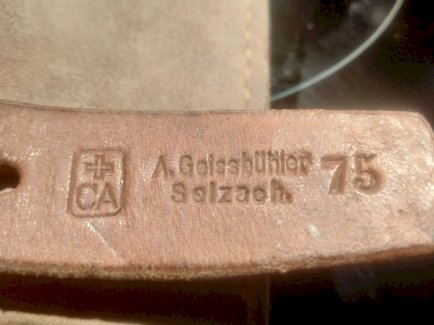 CA
A. Geissbühler 75
Selzach.